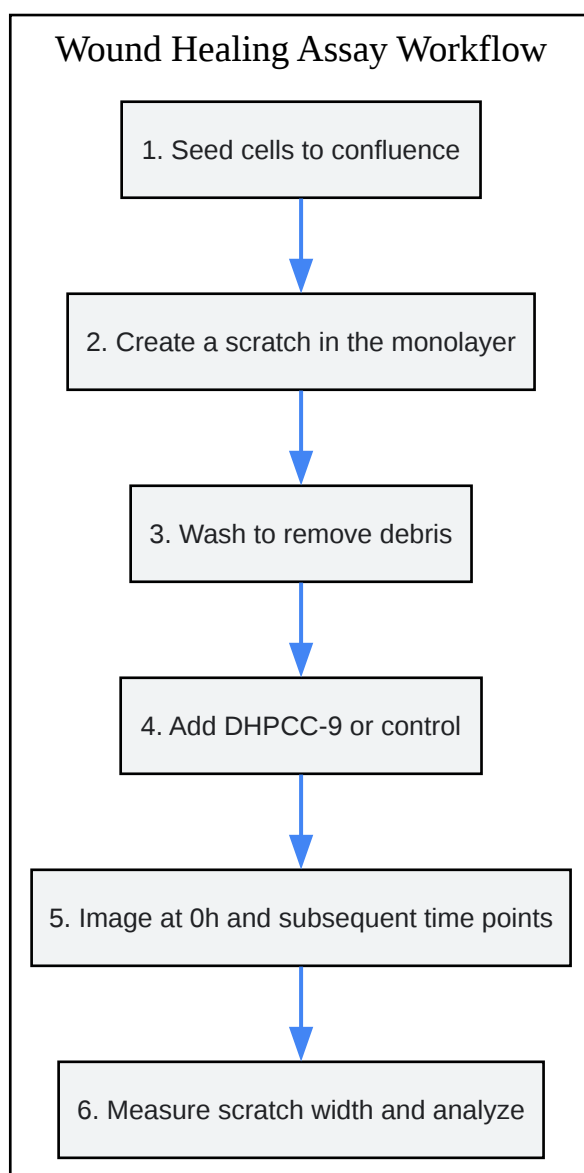 Wound Healing Assay Workflow
1. Seed cells to confluence
2. Create a scratch in the monolayer
3. Wash to remove debris
4. Add DHPCC-9 or control
5. Image at 0h and subsequent time points
6. Measure scratch width and analyze